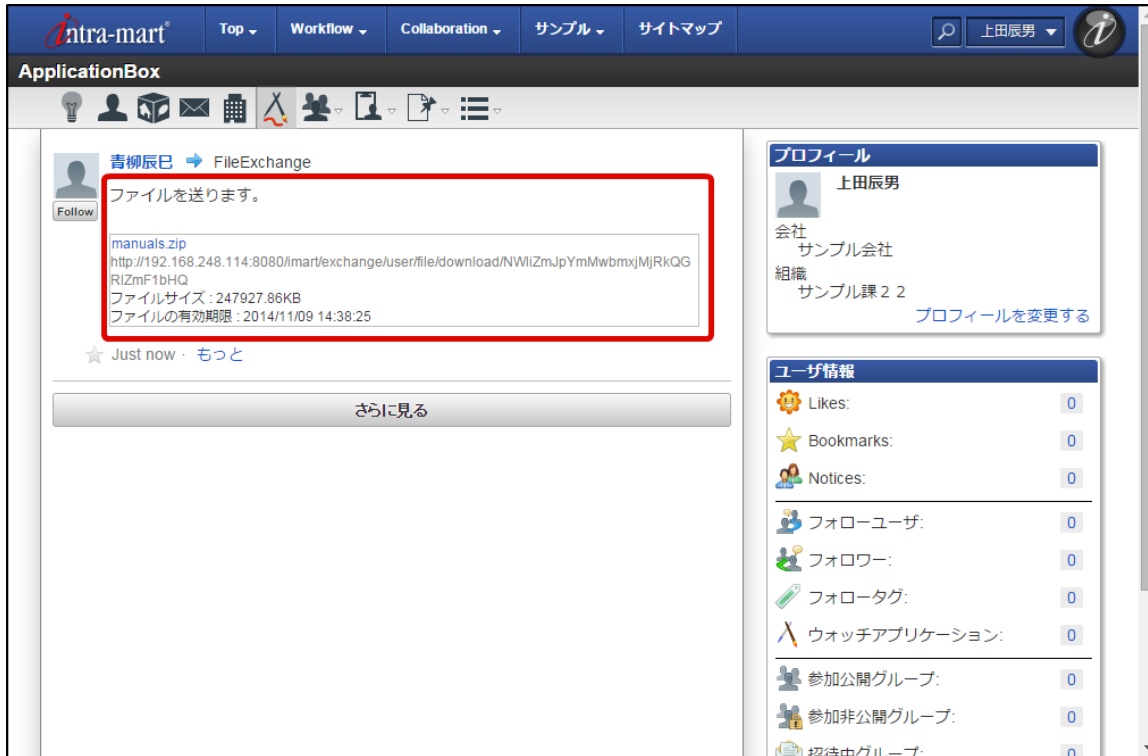 intra-mart®
Top
Workflow
Collaboration
サンプル
サイトマップ
上田辰男
ApplicationBox
青柳辰巳 FileExchange
Follow
ファイルを送ります。
manuals.zip
http://192.168.248.114:8080/imart/exchange/user/file/download/NWliZmJpYmMwbmxjMjRkQG
RlZmF1bHQ
ファイルサイズ : 247927.86KB
ファイルの有効期限 : 2014/11/09 14:38:25
Just now · もっと
さらに見る
プロフィール
上田辰男
会社
サンプル会社
組織
サンプル課２２
プロフィールを変更する
ユーザ情報
Likes: 0
Bookmarks: 0
Notices: 0
フォローユーザ: 0
フォロワー: 0
フォロータグ: 0
ウォッチアプリケーション: 0
参加公開グループ: 0
参加非公開グループ: 0
招待中グループ: 0